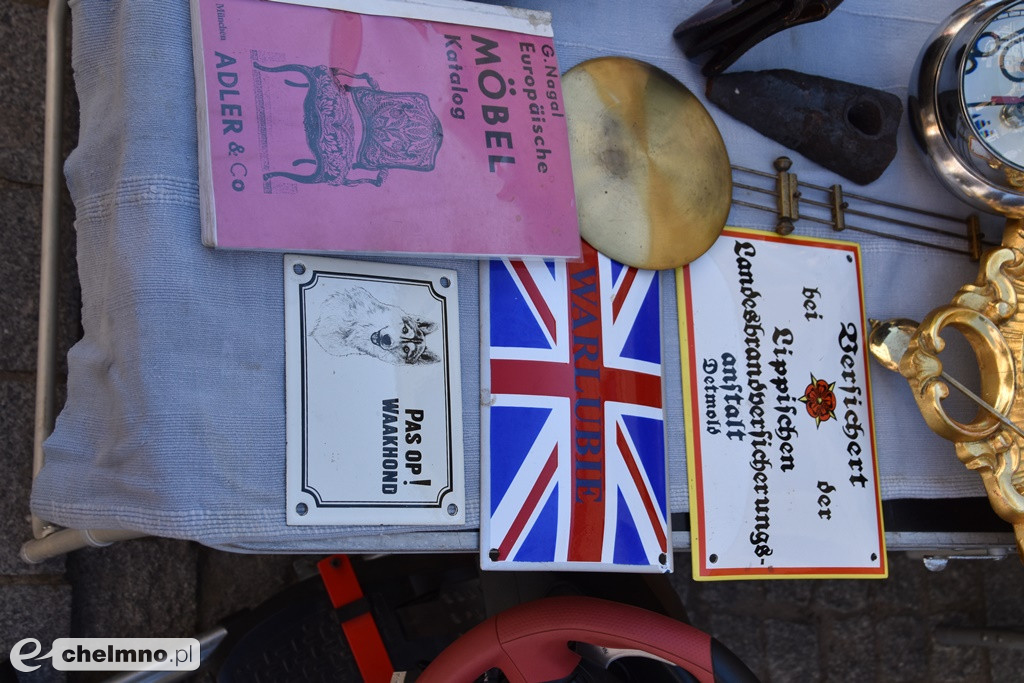 G. Nagal
Europäische
MÖBEL
Katalog
München
ADLER & Co
PAS OP!
WAAKHOND
WARLUBIE
Versichert
bei der
Lippischen
Landesbrandversicherungs-
anstalt
Detmold
e-chelmno.pl